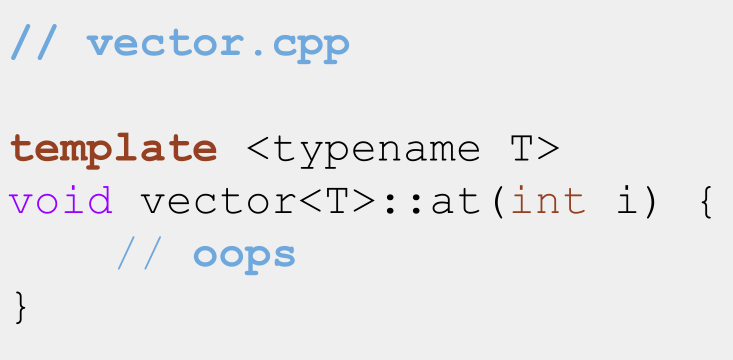 // vector.cpp
template <typename T>
void vector<T>::at(int i) {
// oops
}